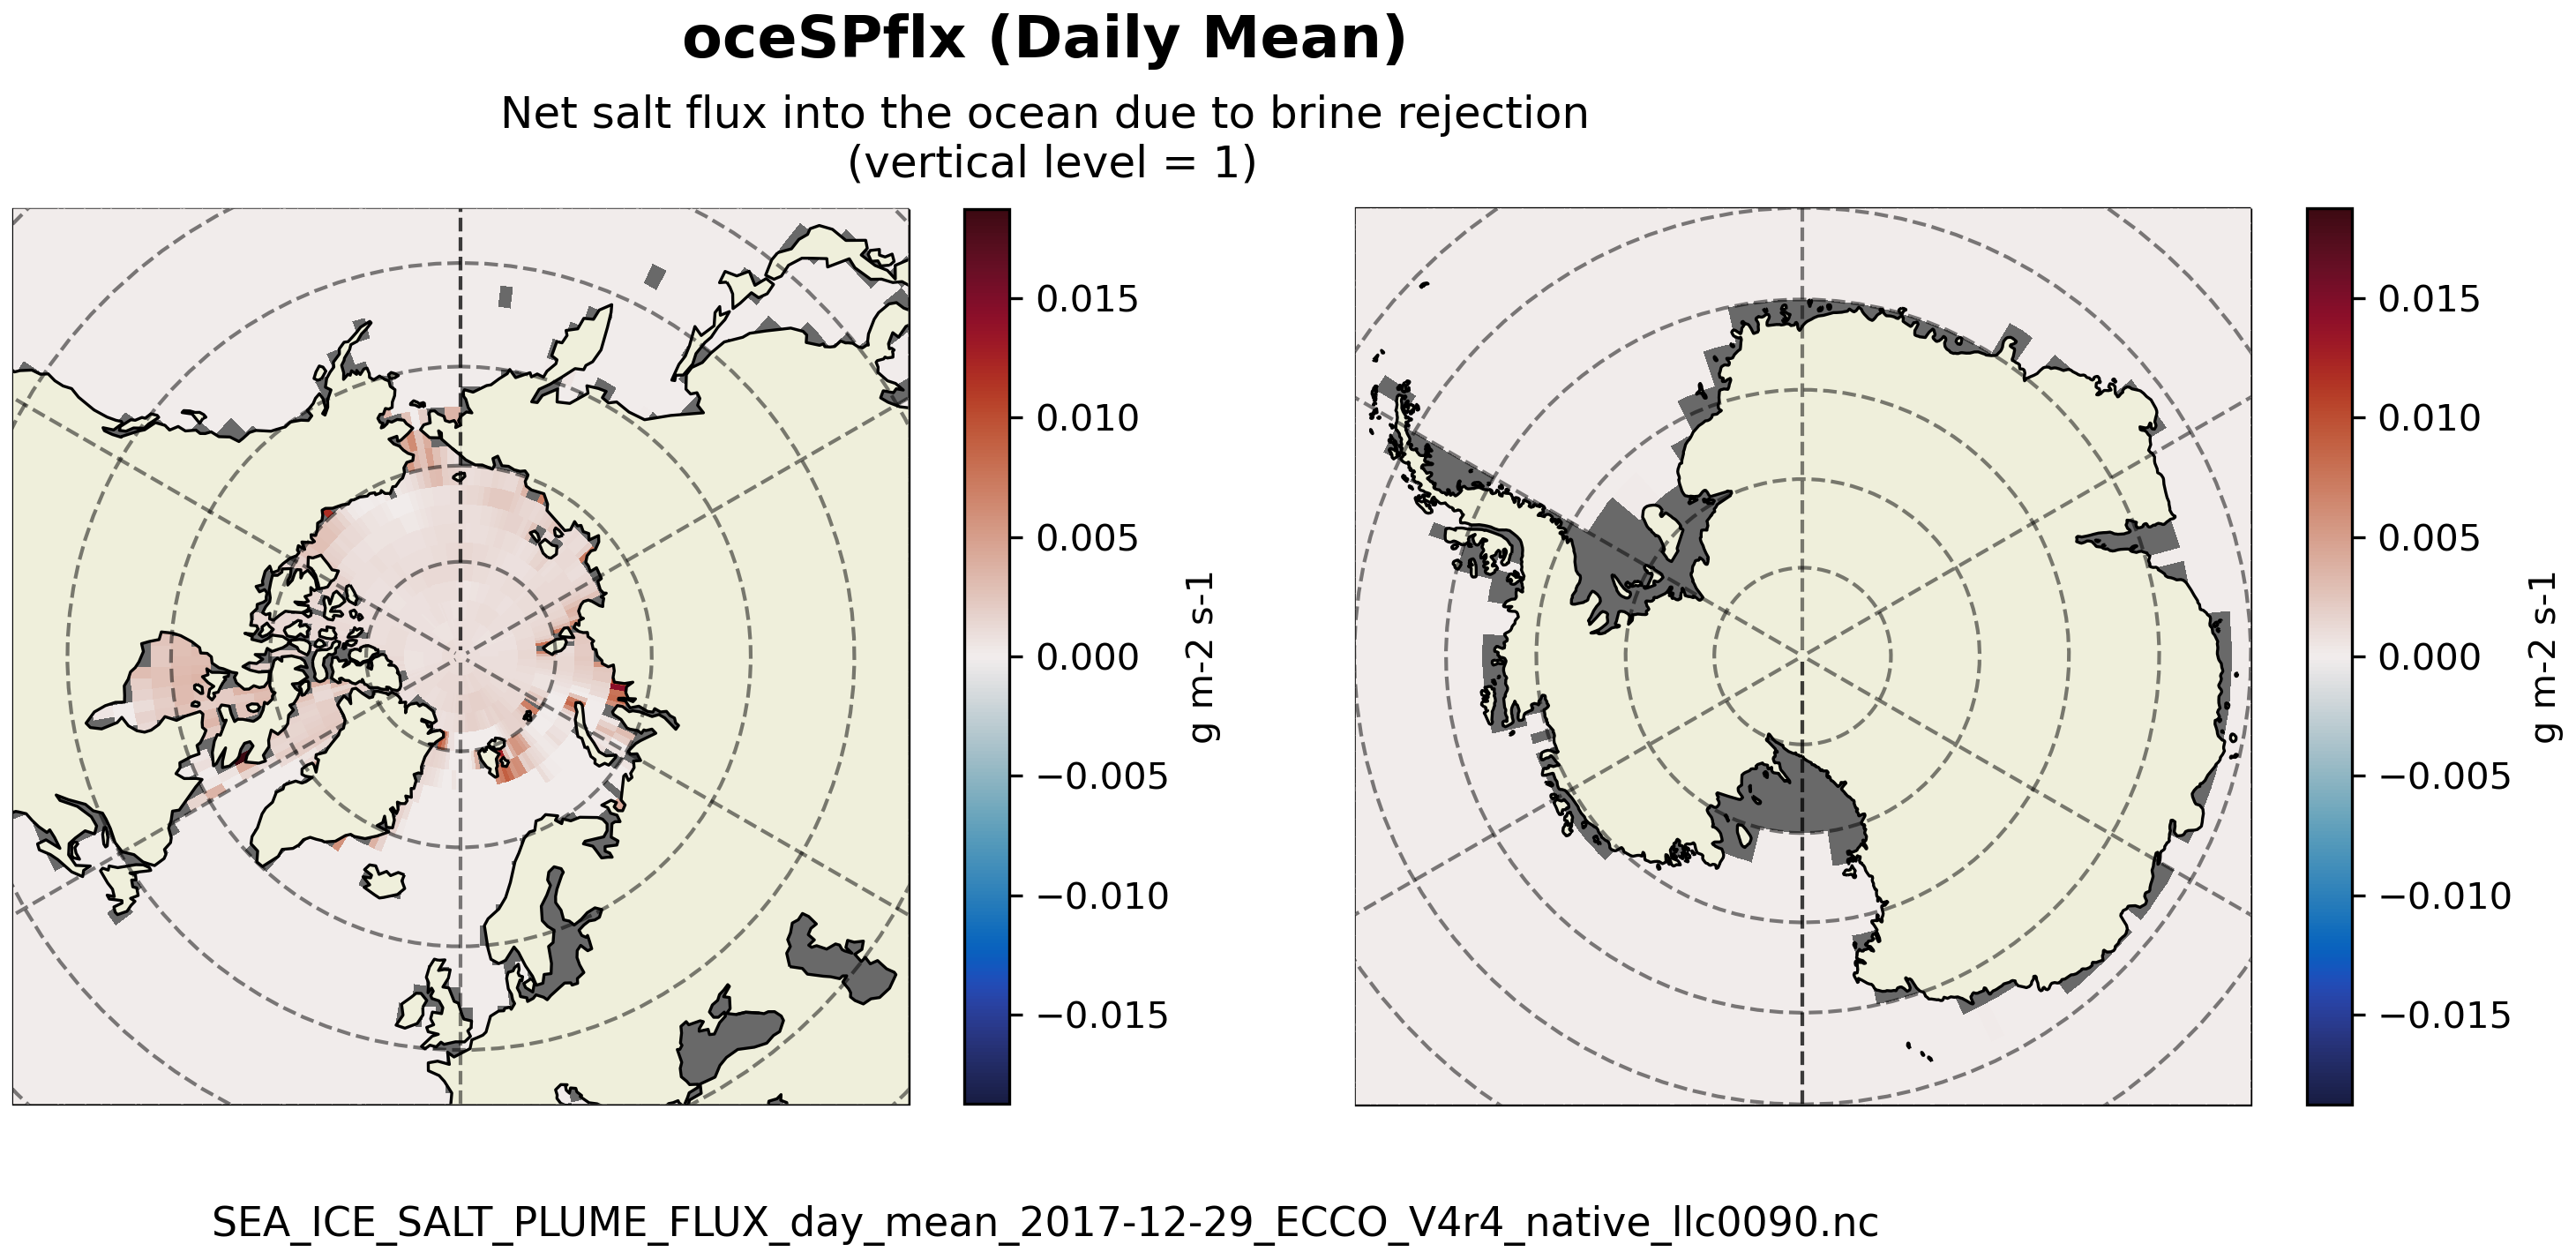 oceSPflx (Daily Mean)
Net salt flux into the ocean due to brine rejection
(vertical level = 1)
0.015
0.010
0.005
0.000
−0.005
−0.010
−0.015
g m-2 s-1
0.015
0.010
0.005
0.000
−0.005
−0.010
−0.015
g m-2 s-1
SEA_ICE_SALT_PLUME_FLUX_day_mean_2017-12-29_ECCO_V4r4_native_llc0090.nc